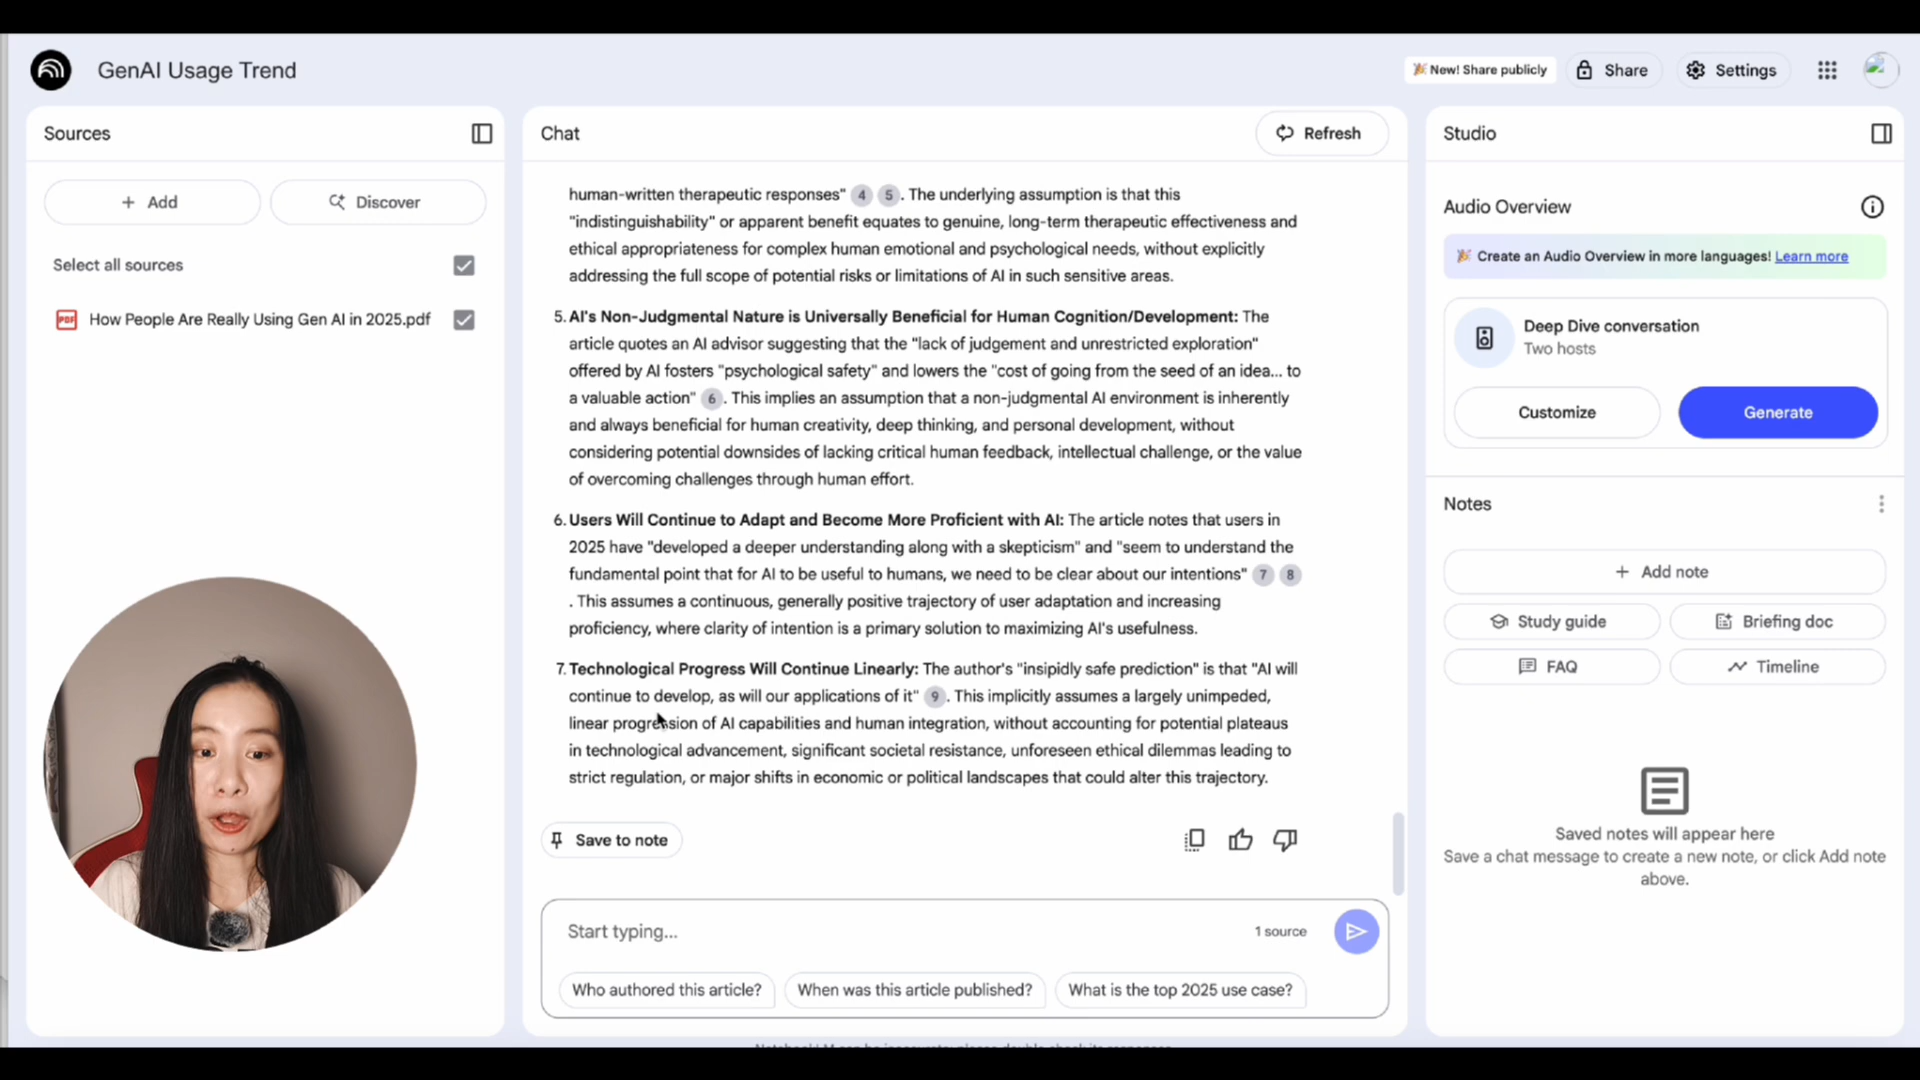 GenAI Usage Trend
New! Share publicly
Share
Settings
Sources
Add
Discover
Select all sources
PDF
How People Are Really Using Gen AI in 2025.pdf
Chat
Refresh
human-written therapeutic responses" 4 5 . The underlying assumption is that this
"indistinguishability" or apparent benefit equates to genuine, long-term therapeutic effectiveness and
ethical appropriateness for complex human emotional and psychological needs, without explicitly
addressing the full scope of potential risks or limitations of AI in such sensitive areas.
5. AI's Non-Judgmental Nature is Universally Beneficial for Human Cognition/Development: The
article quotes an AI advisor suggesting that the "lack of judgement and unrestricted exploration"
offered by AI fosters "psychological safety" and lowers the "cost of going from the seed of an idea... to
a valuable action" 6 . This implies an assumption that a non-judgmental AI environment is inherently
and always beneficial for human creativity, deep thinking, and personal development, without
considering potential downsides of lacking critical human feedback, intellectual challenge, or the value
of overcoming challenges through human effort.
6. Users Will Continue to Adapt and Become More Proficient with AI: The article notes that users in
2025 have "developed a deeper understanding along with a skepticism" and "seem to understand the
fundamental point that for AI to be useful to humans, we need to be clear about our intentions" 7 8
. This assumes a continuous, generally positive trajectory of user adaptation and increasing
proficiency, where clarity of intention is a primary solution to maximizing AI's usefulness.
7. Technological Progress Will Continue Linearly: The author's "insipidly safe prediction" is that "AI will
continue to develop, as will our applications of it" 9 . This implicitly assumes a largely unimpeded,
linear progression of AI capabilities and human integration, without accounting for potential plateaus
in technological advancement, significant societal resistance, unforeseen ethical dilemmas leading to
strict regulation, or major shifts in economic or political landscapes that could alter this trajectory.
Save to note
Start typing...
1 source
Who authored this article?
When was this article published?
What is the top 2025 use case?
Studio
Audio Overview
Create an Audio Overview in more languages! Learn more
Deep Dive conversation
Two hosts
Customize
Generate
Notes
Add note
Study guide
Briefing doc
FAQ
Timeline
Saved notes will appear here
Save a chat message to create a new note, or click Add note
above.